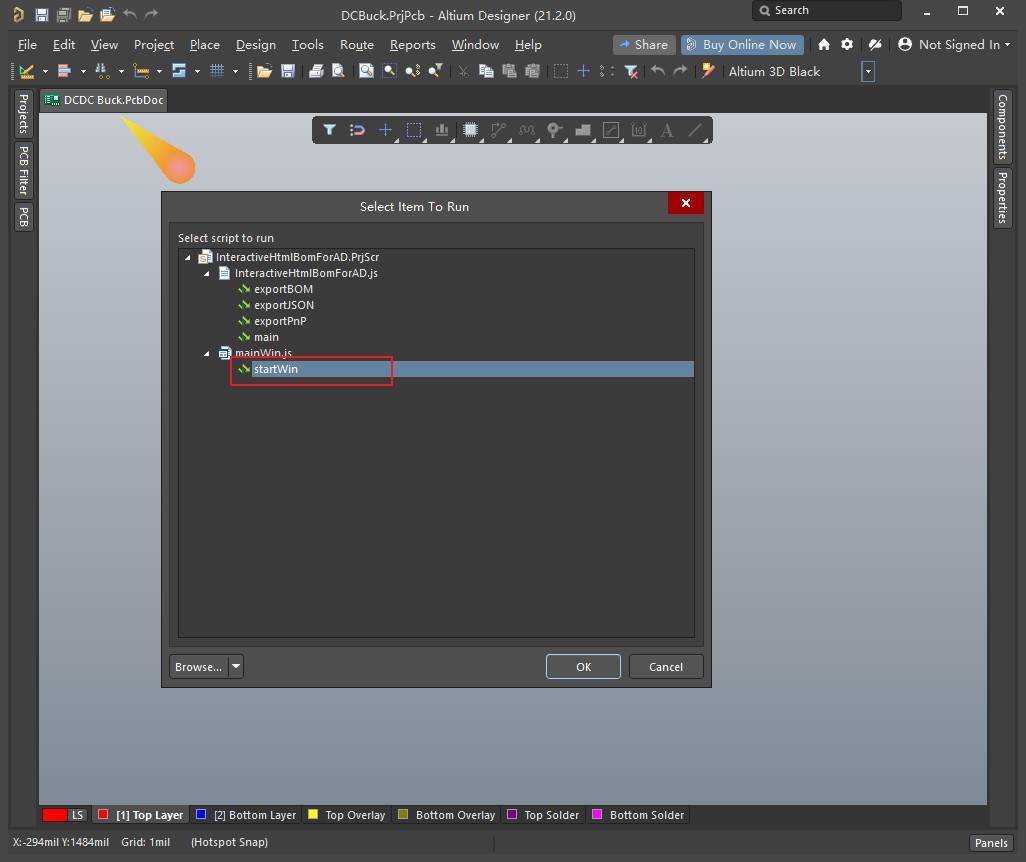 DCBuck.PrjPcb - Altium Designer (21.2.0)
Search
File Edit View Project Place Design Tools Route Reports Window Help
Share
Buy Online Now
Not Signed In
Altium 3D Black
Projects
PCB Filter
PCB
DCDC Buck.PcbDoc
Components
Properties
Select Item To Run
Select script to run
InteractiveHtmlBomForAD.PrjScr
InteractiveHtmlBomForAD.js
exportBOM
exportJSON
exportPnP
main
mainWin.js
startWin
Browse...
OK
Cancel
LS
[1] Top Layer
[2] Bottom Layer
Top Overlay
Bottom Overlay
Top Solder
Bottom Solder
X:-294mil Y:1484mil Grid: 1mil (Hotspot Snap)
Panels